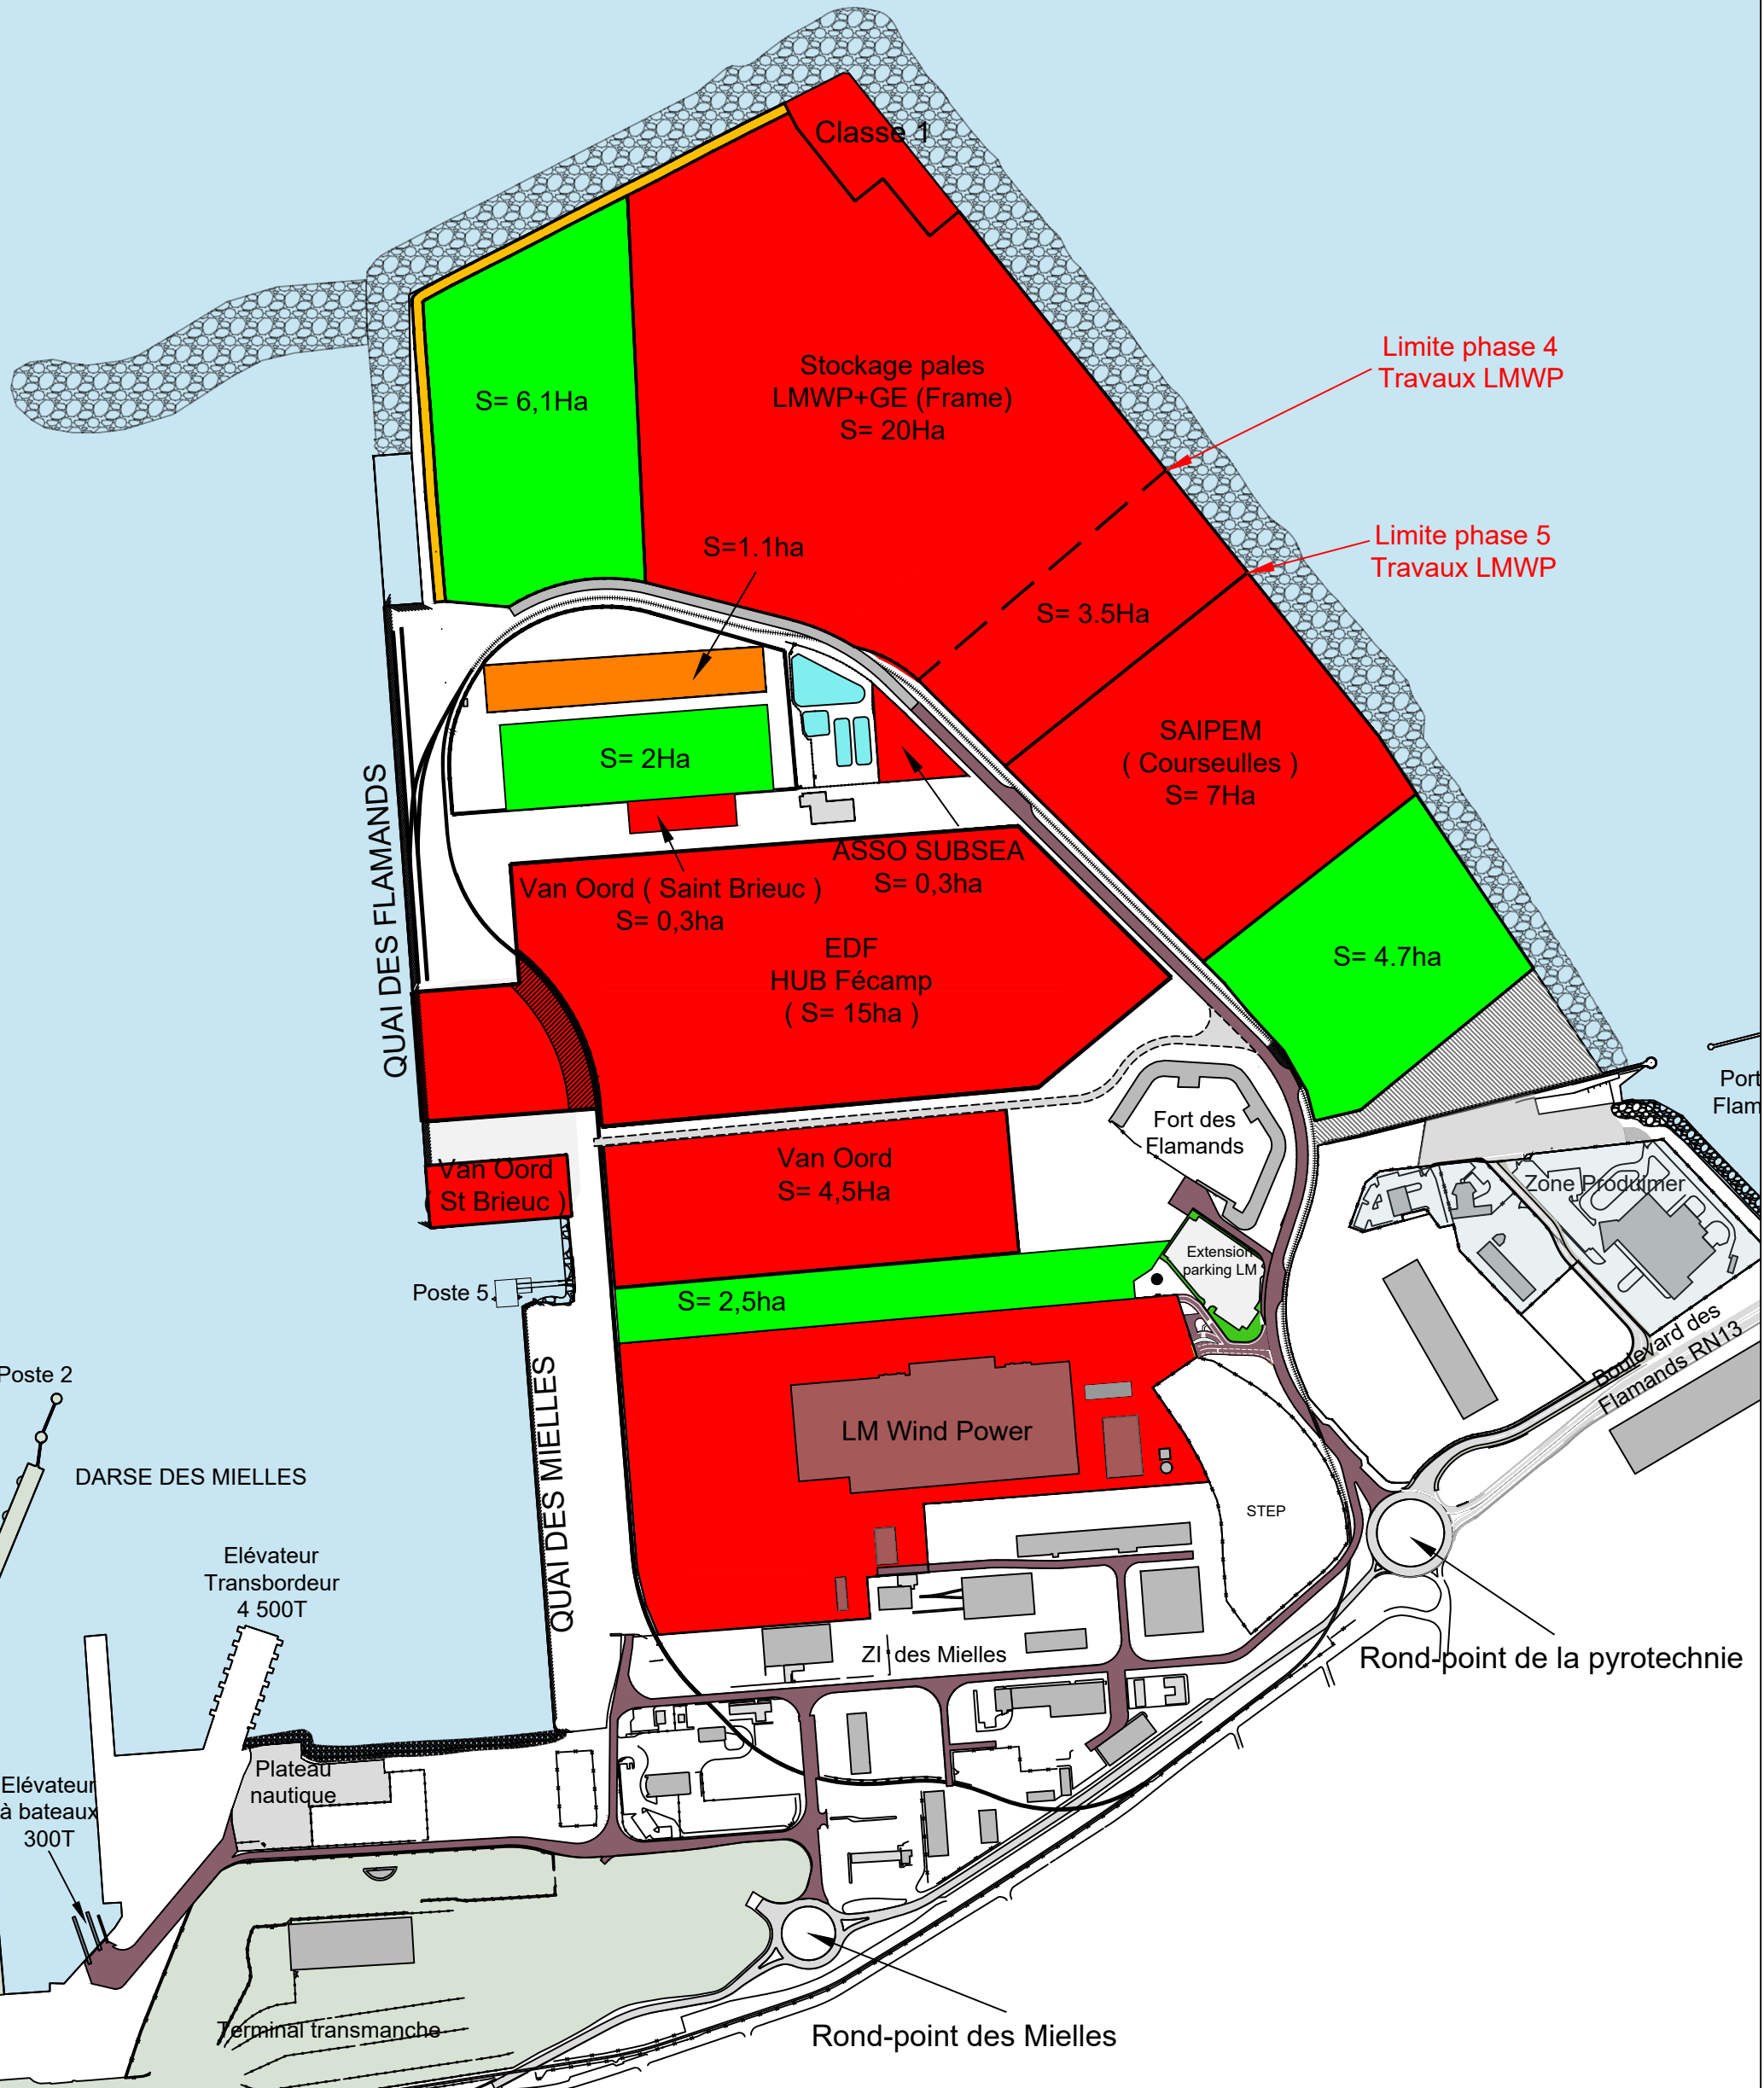 Classe 1
Stockage pales
LMWP+GE (Frame)
S= 20Ha
S= 6,1Ha
Limite phase 4
Travaux LMWP
Limite phase 5
Travaux LMWP
S=1.1ha
S= 3.5Ha
S= 2Ha
SAIPEM
( Courseulles )
S= 7Ha
QUAI DES FLAMANDS
ASSO SUBSEA
S= 0,3ha
Van Oord ( Saint Brieuc )
S= 0,3ha
EDF
HUB Fécamp
( S= 15ha )
S= 4.7ha
Port
Flam
Fort des
Flamands
Van Oord
( St Brieuc )
Van Oord
S= 4,5Ha
Zone Produimer
Extension
parking LM
Poste 5
S= 2,5ha
Boulevard des
Flamands RN13
Poste 2
QUAI DES MIELLES
LM Wind Power
DARSE DES MIELLES
STEP
Elévateur
Transbordeur
4 500T
ZI des Mielles
Rond-point de la pyrotechnie
Plateau
nautique
Elévateur
à bateaux
300T
Terminal transmanche
Rond-point des Mielles